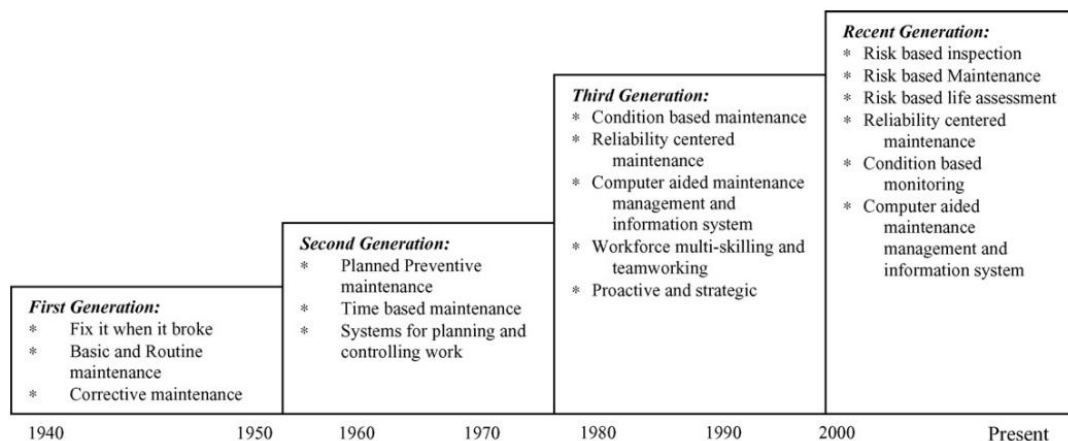 First Generation:
* Fix it when it broke
* Basic and Routine
maintenance
* Corrective maintenance
Second Generation:
* Planned Preventive
maintenance
* Time based maintenance
* Systems for planning and
controlling work
Third Generation:
* Condition based maintenance
* Reliability centered
maintenance
* Computer aided maintenance
management and
information system
* Workforce multi-skilling and
teamworking
* Proactive and strategic
Recent Generation:
* Risk based inspection
* Risk based Maintenance
* Risk based life assessment
* Reliability centered
maintenance
* Condition based
monitoring
* Computer aided
maintenance
management and
information system
1940 1950 1960 1970 1980 1990 2000 Present